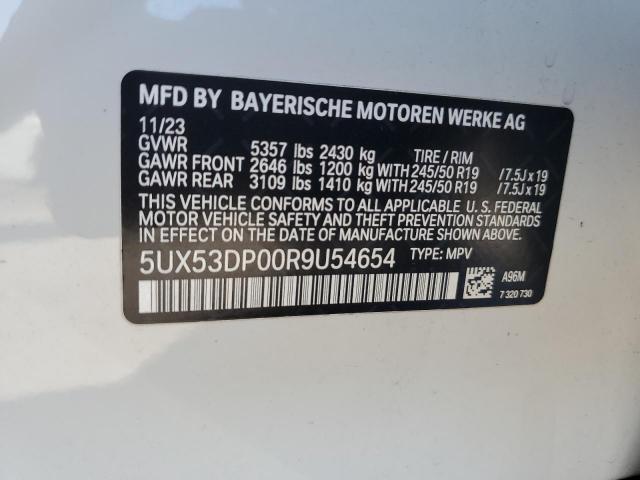 MFD BY BAYERISCHE MOTOREN WERKE AG
11/23
GVWR 5357 lbs 2430 kg TIRE / RIM
GAWR FRONT 2646 lbs 1200 kg WITH 245/50 R19 /7.5J x 19
GAWR REAR 3109 lbs 1410 kg WITH 245/50 R19 /7.5J x 19
THIS VEHICLE CONFORMS TO ALL APPLICABLE U. S. FEDERAL
MOTOR VEHICLE SAFETY AND THEFT PREVENTION STANDARDS
IN EFFECT ON THE DATE OF MANUFACTURE SHOWN ABOVE.
5UX53DP00R9U54654 TYPE: MPV
A96M
7 320 730